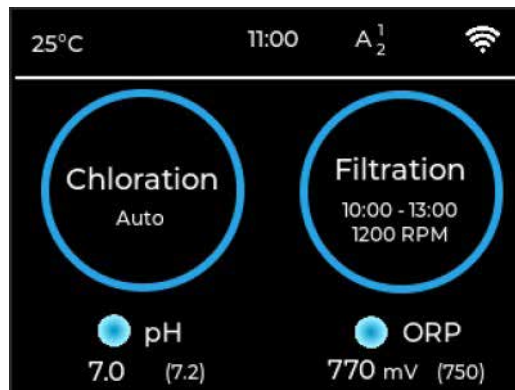 25°C 11:00 A 1 2
Chloration
Auto
Filtration
10:00 - 13:00
1200 RPM
pH
7.0 (7.2)
ORP
770 mV (750)